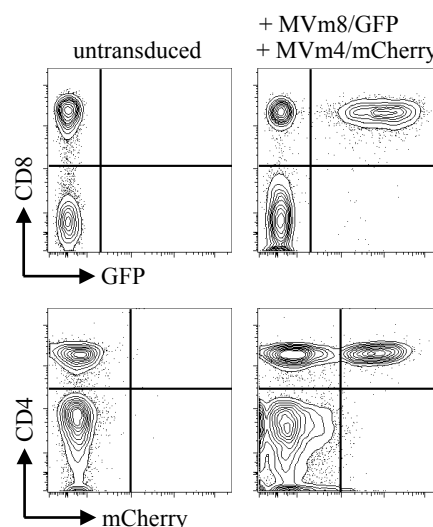 + MVm8/GFP
untransduced + MVm4/mCherry
CD8
GFP
CD4
mCherry